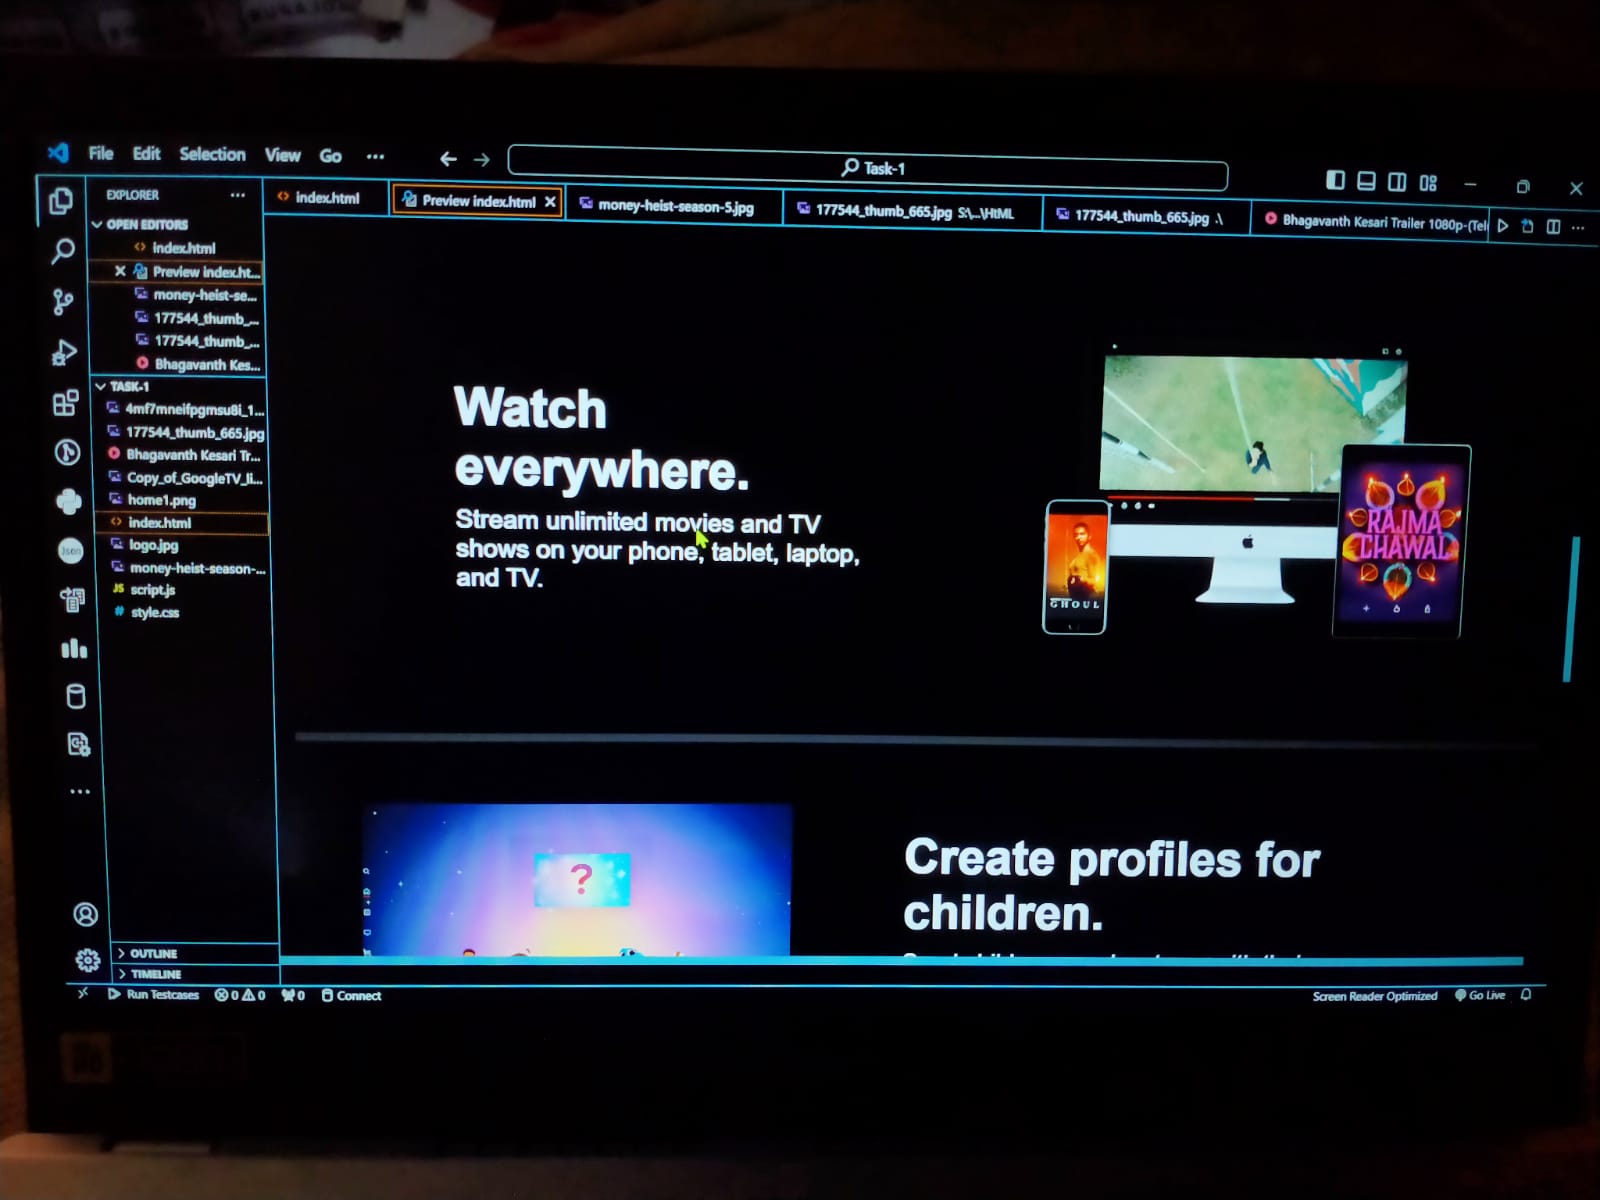 File Edit Selection View Go ...
Task-1
EXPLORER ...
index.html
Preview index.html
money-heist-season-5.jpg
177544_thumb_665.jpg S:\...\HtML
177544_thumb_665.jpg .\
Bhagavanth Kesari Trailer 1080p-(Tel
OPEN EDITORS
index.html
Preview index.ht...
money-heist-se...
177544_thumb_...
177544_thumb_...
Bhagavanth Kes...
TASK-1
4mf7mneifpgmsu8i_1...
177544_thumb_665.jpg
Bhagavanth Kesari Tr...
Copy_of_GoogleTV_li...
home1.png
index.html
logo.jpg
money-heist-season-...
JS script.js
# style.css
Json
OUTLINE
TIMELINE
Watch
everywhere.
Stream unlimited movies and TV
shows on your phone, tablet, laptop,
and TV.
GHOUL
RAJMA
CHAWAL
?
Create profiles for
children.
Run Testcases 0 0 0 Connect
Screen Reader Optimized Go Live